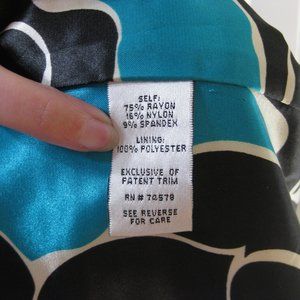 SELF:
75% RAYON
16% NYLON
9% SPANDEX
LINING:
100% POLYESTER
EXCLUSIVE OF
PATENT TRIM
RN # 74578
SEE REVERSE
FOR CARE